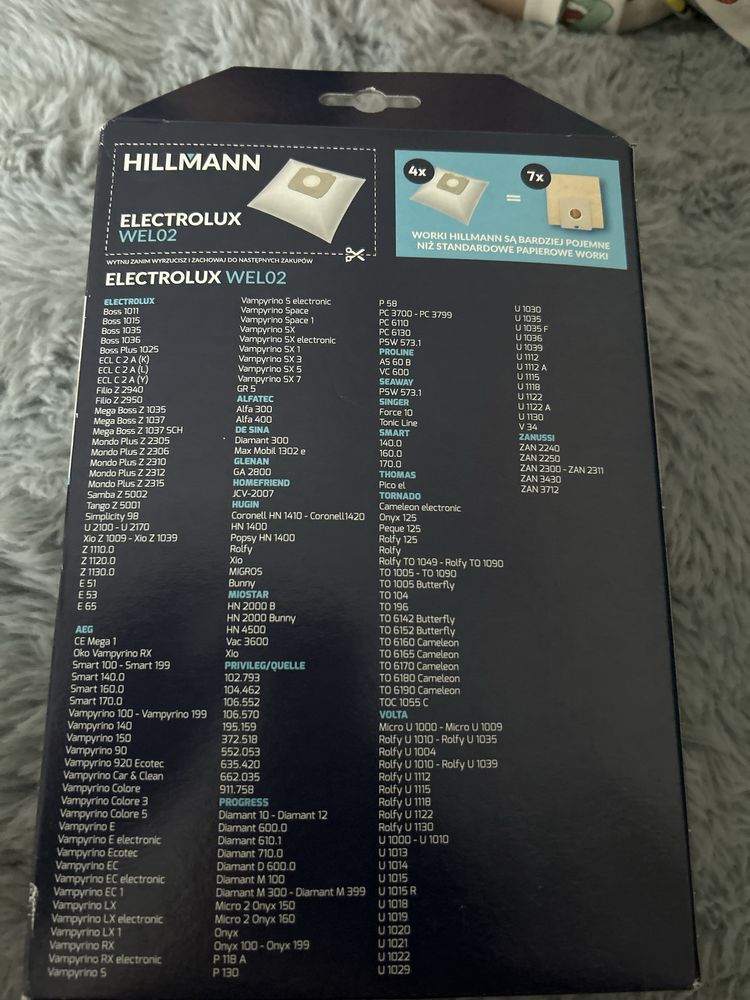 HILLMANN
ELECTROLUX
WEL02
WYTNIJ ZANIM WYRZUCISZ I ZACHOWAJ DO NASTĘPNYCH ZAKUPÓW
4x
=
7x
WORKI HILLMANN SĄ BARDZIEJ POJEMNE
NIŻ STANDARDOWE PAPIEROWE WORKI
ELECTROLUX WEL02
ELECTROLUX
Boss 1011
Boss 1015
Boss 1035
Boss 1036
Boss Plus 1025
ECL C 2 A (K)
ECL C 2 A (L)
ECL C 2 A (Y)
Filio Z 2940
Filio Z 2950
Mega Boss Z 1035
Mega Boss Z 1037
Mega Boss Z 1037 SCH
Mondo Plus Z 2305
Mondo Plus Z 2306
Mondo Plus Z 2310
Mondo Plus Z 2312
Mondo Plus Z 2315
Samba Z 5002
Tango Z 5001
Simplicity 98
U 2100 - U 2170
Xio Z 1009 - Xio Z 1039
Z 1110.0
Z 1120.0
Z 1130.0
E 51
E 53
E 65
AEG
CE Mega 1
Oko Vampyrino RX
Smart 100 - Smart 199
Smart 140.0
Smart 160.0
Smart 170.0
Vampyrino 100 - Vampyrino 199
Vampyrino 140
Vampyrino 150
Vampyrino 90
Vampyrino 920 Ecotec
Vampyrino Car & Clean
Vampyrino Colore
Vampyrino Colore 3
Vampyrino Colore 5
Vampyrino E
Vampyrino E electronic
Vampyrino Ecotec
Vampyrino EC
Vampyrino EC electronic
Vampyrino EC 1
Vampyrino LX
Vampyrino LX electronic
Vampyrino LX 1
Vampyrino RX
Vampyrino RX electronic
Vampyrino S
Vampyrino S electronic
Vampyrino Space
Vampyrino Space 1
Vampyrino SX
Vampyrino SX electronic
Vampyrino SX 1
Vampyrino SX 3
Vampyrino SX 5
Vampyrino SX 7
GR 5
ALFATEC
Alfa 300
Alfa 400
DE SINA
Diamant 300
Max Mobil 1302 e
GLENAN
GA 2800
HOMEFRIEND
JCV-2007
HUGIN
Coronell HN 1410 - Coronell1420
HN 1400
Popsy HN 1400
Rolfy
Xio
MIGROS
Bunny
MIOSTAR
HN 2000 B
HN 2000 Bunny
HN 4500
Vac 3600
Xio
PRIVILEG/QUELLE
102.793
104.462
106.552
106.570
195.159
372.518
552.053
635.420
662.035
911.758
PROGRESS
Diamant 10 - Diamant 12
Diamant 600.0
Diamant 610.1
Diamant 710.0
Diamant D 600.0
Diamant M 100
Diamant M 300 - Diamant M 399
Micro 2 Onyx 150
Micro 2 Onyx 160
Onyx
Onyx 100 - Onyx 199
P 118 A
P 130
P 58
PC 3700 - PC 3799
PC 6110
PC 6130
PSW 573.1
PROLINE
AS 60 B
VC 600
SEAWAY
PSW 573.1
SINGER
Force 10
Tonic Line
SMART
140.0
160.0
170.0
THOMAS
Pico el
TORNADO
Cameleon electronic
Onyx 125
Peque 125
Rolfy 125
Rolfy
Rolfy TO 1049 - Rolfy TO 1090
TO 1005 - TO 1090
TO 1005 Butterfly
TO 104
TO 196
TO 6142 Butterfly
TO 6152 Butterfly
TO 6160 Cameleon
TO 6165 Cameleon
TO 6170 Cameleon
TO 6180 Cameleon
TO 6190 Cameleon
TOC 1055 C
VOLTA
Micro U 1000 - Micro U 1009
Rolfy U 1010 - Rolfy U 1035
Rolfy U 1004
Rolfy U 1010 - Rolfy U 1039
Rolfy U 1112
Rolfy U 1115
Rolfy U 1118
Rolfy U 1122
Rolfy U 1130
U 1000 - U 1010
U 1013
U 1014
U 1015
U 1015 R
U 1018
U 1019
U 1020
U 1021
U 1022
U 1029
U 1030
U 1035
U 1035 F
U 1036
U 1039
U 1112
U 1112 A
U 1115
U 1118
U 1122
U 1122 A
U 1130
V 34
ZANUSSI
ZAN 2240
ZAN 2250
ZAN 2300 - ZAN 2311
ZAN 3430
ZAN 3712